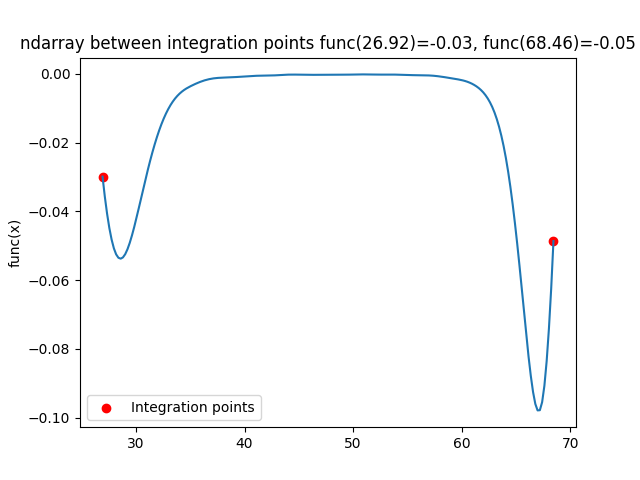 ndarray between integration points func(26.92)=-0.03, func(68.46)=-0.05
0.00
−0.02
−0.04
−0.06
−0.08
−0.10
func(x)
Integration points
30 40 50 60 70